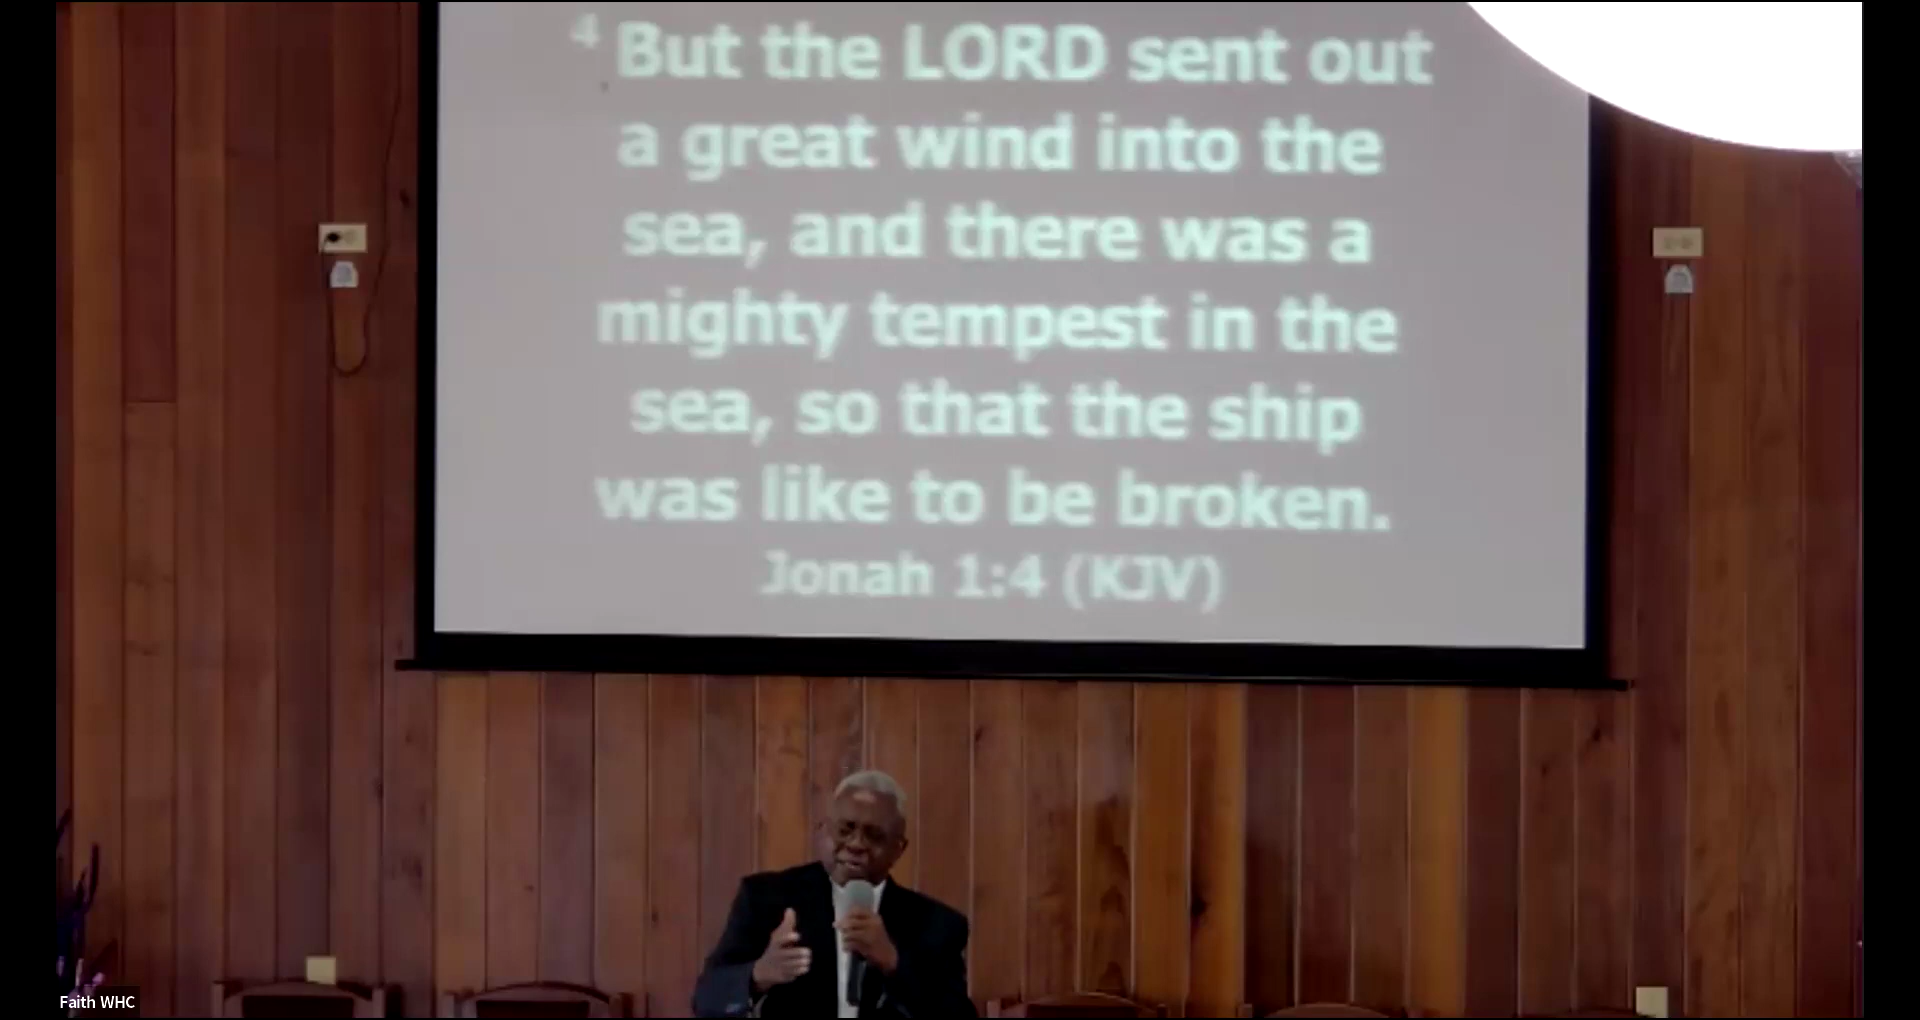 4 But the LORD sent out
a great wind into the
sea, and there was a
mighty tempest in the
sea, so that the ship
was like to be broken.
Jonah 1:4 (KJV)
Faith WHC